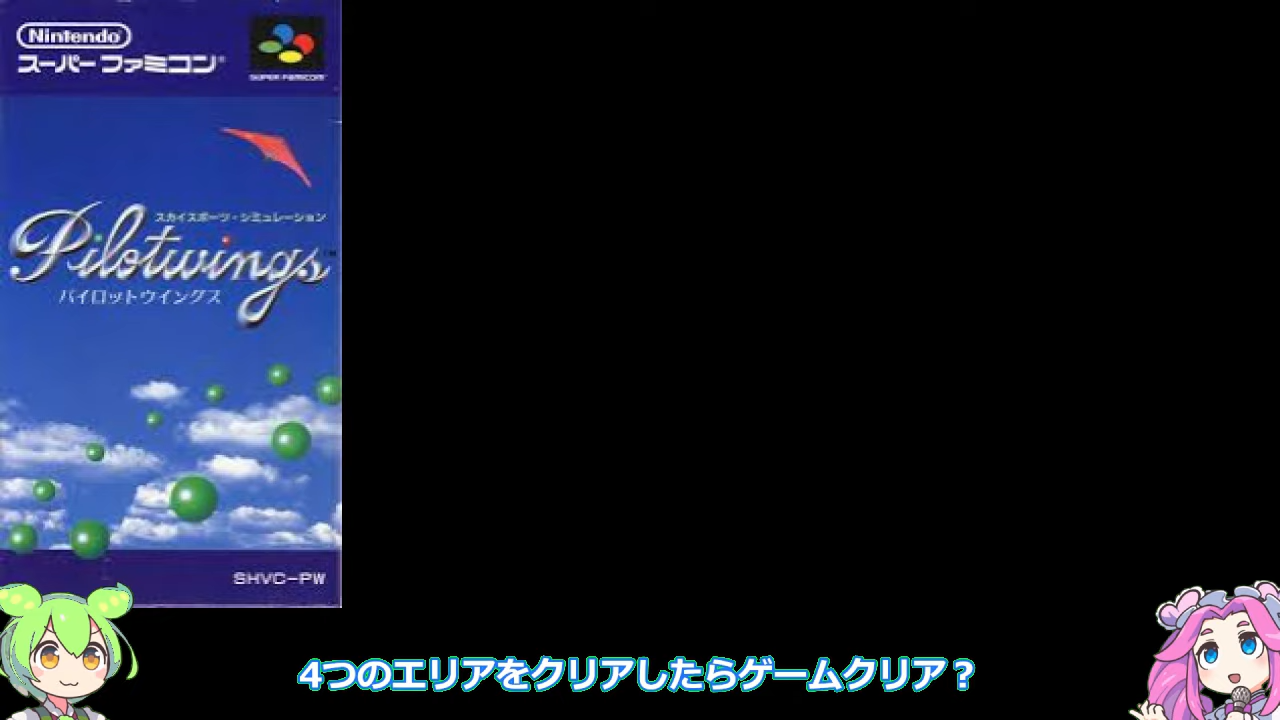 Nintendo
スーパーファミコン
SUPER FAMICOM
スカイスポーツ・シミュレーション
Pilotwings
パイロットウイングス
SHVC-PW
4つのエリアをクリアしたらゲームクリア？